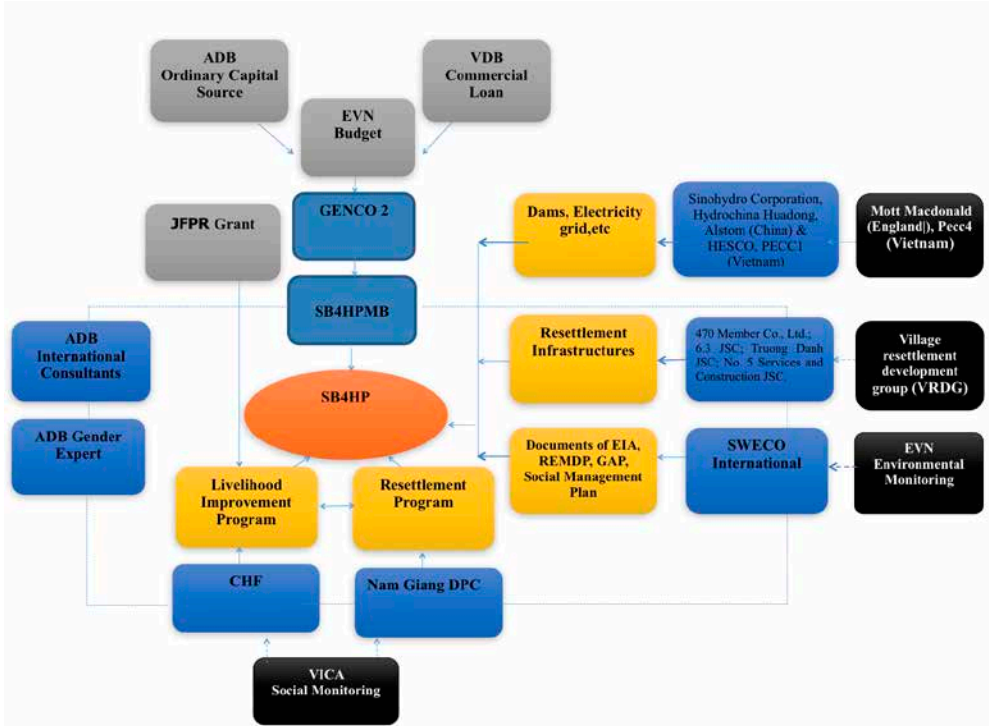 ADB
Ordinary Capital
Source
VDB
Commercial
Loan
EVN
Budget
GENCO 2
JFPR Grant
SB4HPMB
Dams, Electricity
grid,etc
Sinohydro Corporation,
Hydrochina Huadong,
Alstom (China) &
HESCO, PECC1
(Vietnam)
Mott Macdonald
(England|), Pecc4
(Vietnam)
ADB
International
Consultants
Resettlement
Infrastructures
470 Member Co., Ltd.;
6.3 JSC; Truong Danh
JSC; No. 5 Services and
Construction JSC.
Village
resettlement
development
group (VRDG)
SB4HP
ADB Gender
Expert
Documents of EIA,
REMDP, GAP,
Social Management
Plan
SWECO
International
EVN
Environmental
Monitoring
Livelihood
Improvement
Program
Resettlement
Program
CHF
Nam Giang DPC
VICA
Social Monitoring